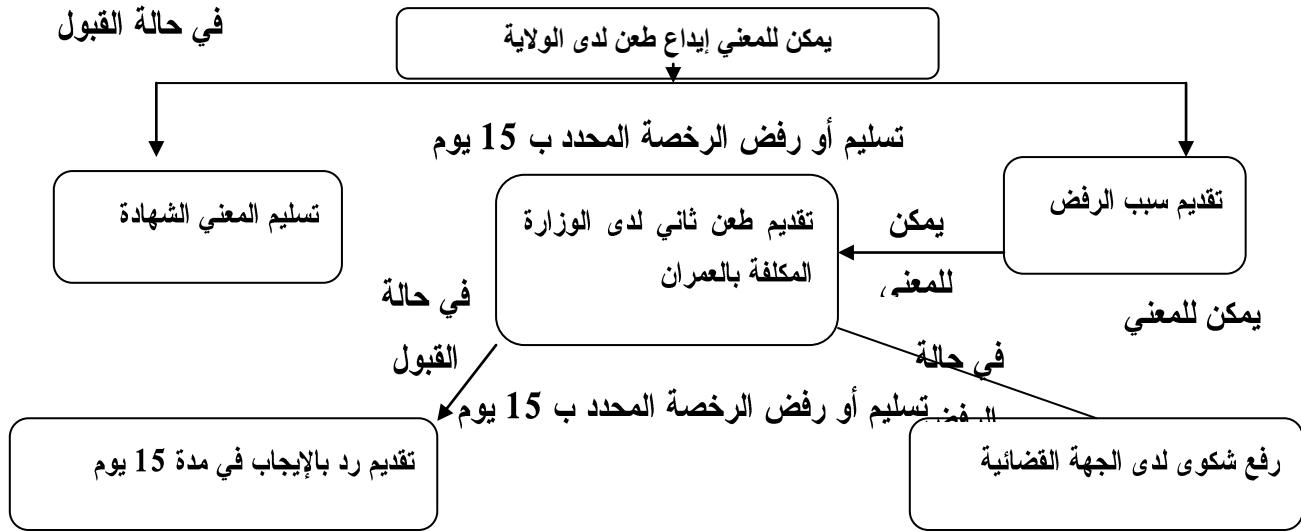 في حالة القبول
يمكن للمعني إيداع طعن لدى الولاية
تسليم أو رفض الرخصة المحدد ب 15 يوم
تقديم سبب الرفض
تسليم المعني الشهادة
يمكن
للمعني
تقديم طعن ثاني لدى الوزارة
المكلفة بالعمران
في حالة
القبول
يمكن للمعني
في حالة
الرفض
تسليم أو رفض الرخصة المحدد ب 15 يوم
رفع شكوى لدى الجهة القضائية
تقديم رد بالإيجاب في مدة 15 يوم